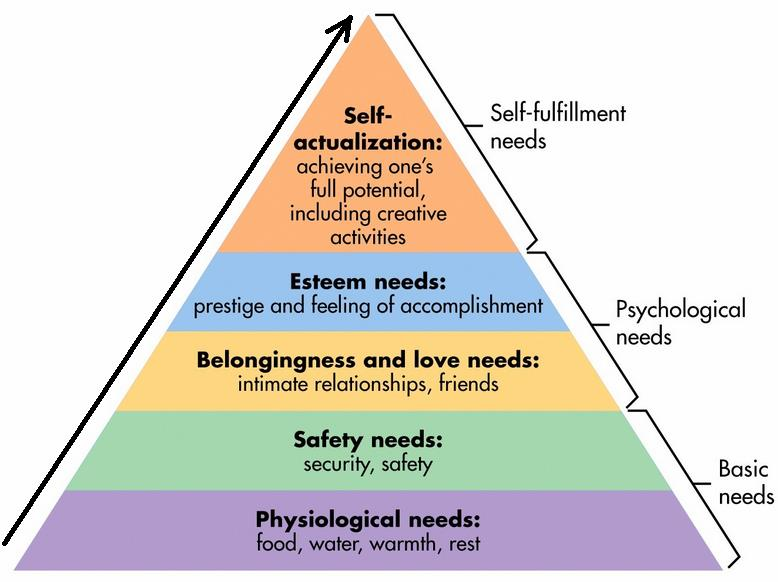 Self-
actualization:
achieving one's
full potential,
including creative
activities
Self-fulfillment
needs
Esteem needs:
prestige and feeling of accomplishment
Psychological
needs
Belongingness and love needs:
intimate relationships, friends
Safety needs:
security, safety
Basic
needs
Physiological needs:
food, water, warmth, rest